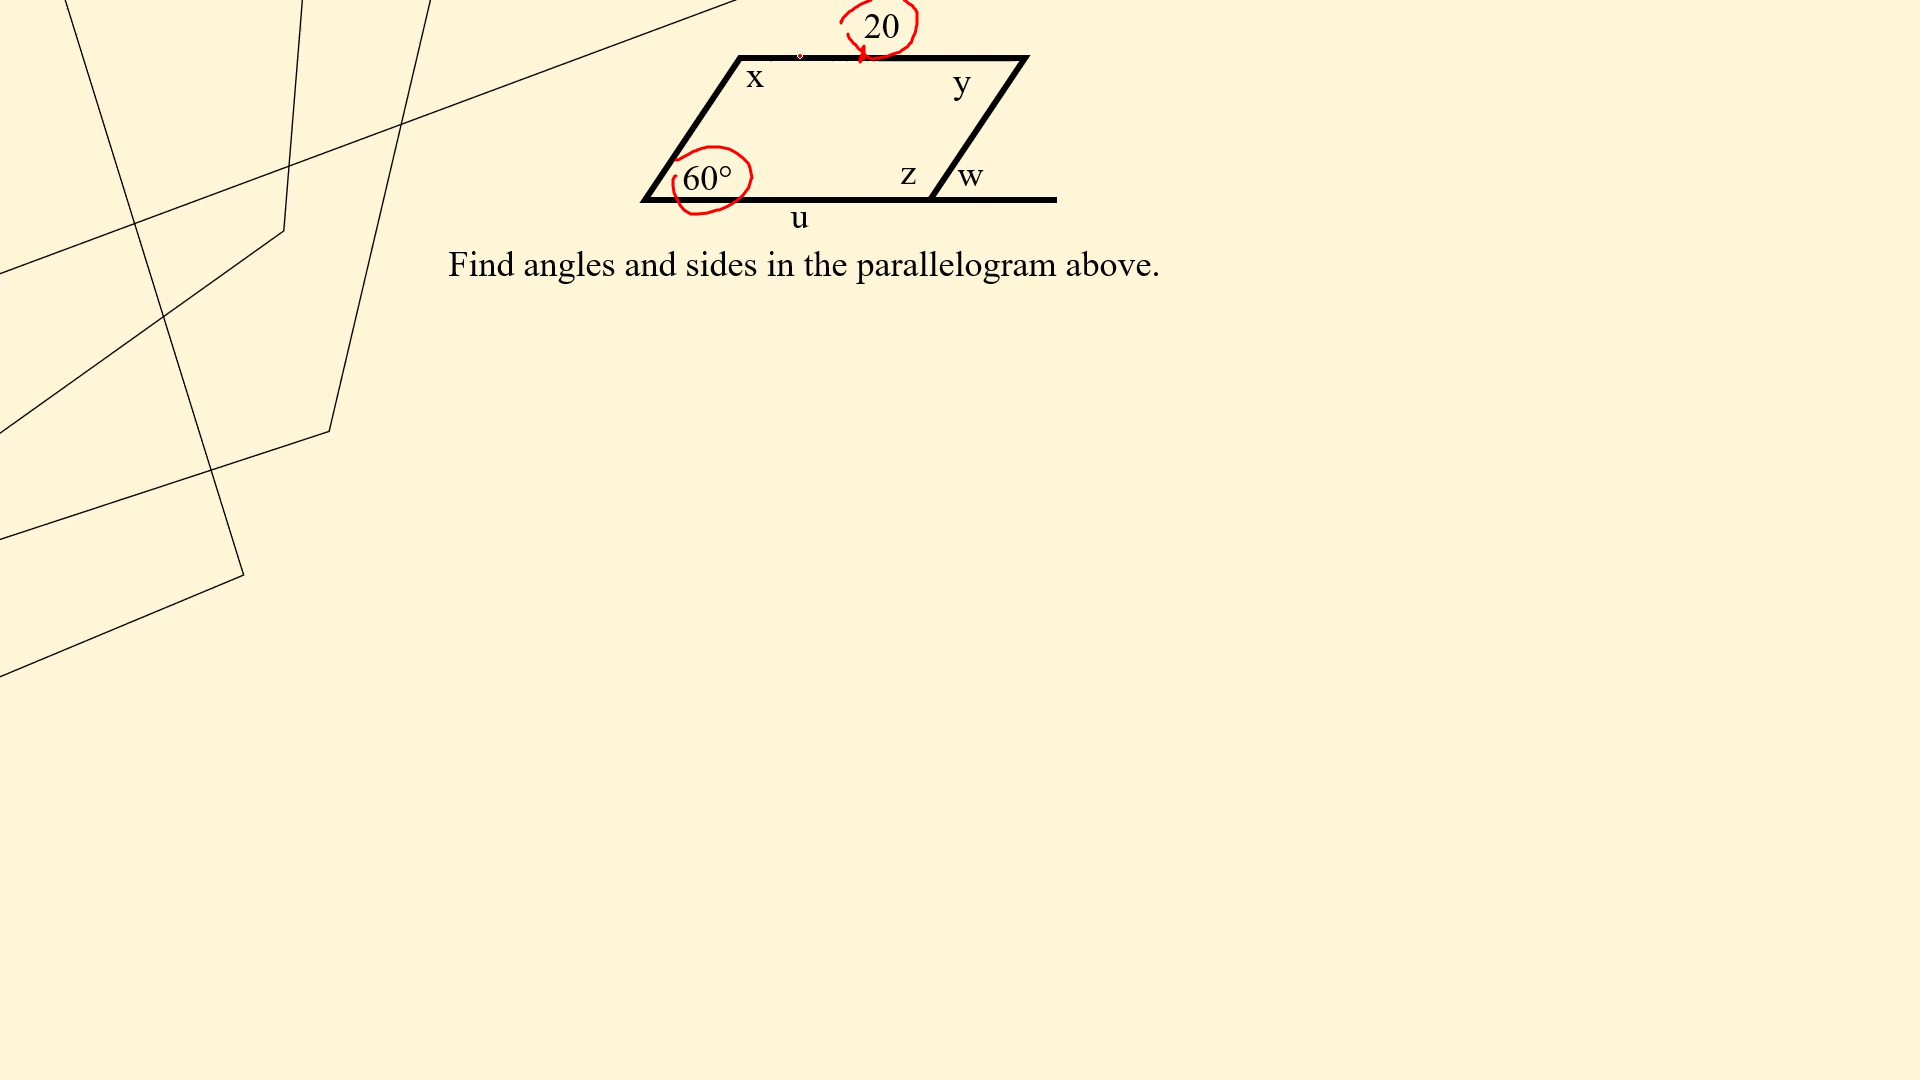 20
x y
60° z w
u
Find angles and sides in the parallelogram above.